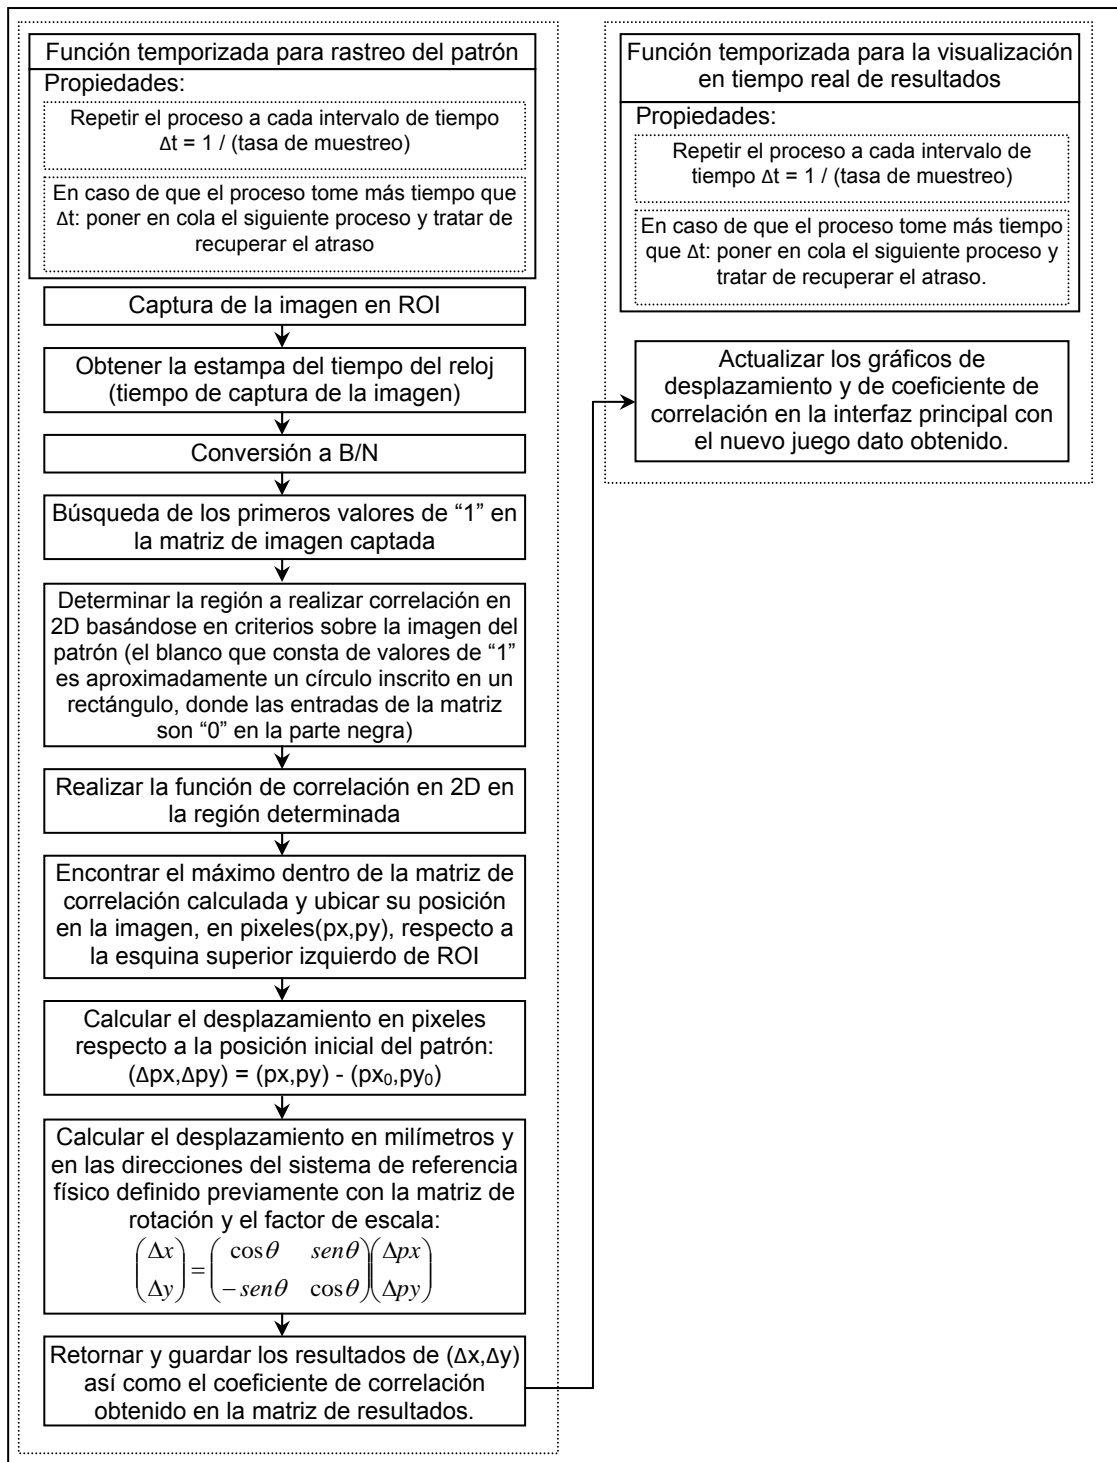 Función temporizada para rastreo del patrón
Propiedades:
Repetir el proceso a cada intervalo de tiempo
Δt = 1 / (tasa de muestreo)
En caso de que el proceso tome más tiempo que
Δt: poner en cola el siguiente proceso y tratar de
recuperar el atraso
Captura de la imagen en ROI
Obtener la estampa del tiempo del reloj
(tiempo de captura de la imagen)
Conversión a B/N
Búsqueda de los primeros valores de “1” en
la matriz de imagen captada
Determinar la región a realizar correlación en
2D basándose en criterios sobre la imagen del
patrón (el blanco que consta de valores de “1”
es aproximadamente un círculo inscrito en un
rectángulo, donde las entradas de la matriz
son “0” en la parte negra)
Realizar la función de correlación en 2D en
la región determinada
Encontrar el máximo dentro de la matriz de
correlación calculada y ubicar su posición
en la imagen, en pixeles(px,py), respecto a
la esquina superior izquierdo de ROI
Calcular el desplazamiento en pixeles
respecto a la posición inicial del patrón:
(Δpx,Δpy) = (px,py) - (px₀,py₀)
Calcular el desplazamiento en milímetros y
en las direcciones del sistema de referencia
físico definido previamente con la matriz de
rotación y el factor de escala:
(Δx) = (cosθ senθ)(Δpx)
(Δy) (−senθ cosθ)(Δpy)
Retornar y guardar los resultados de (Δx,Δy)
así como el coeficiente de correlación
obtenido en la matriz de resultados.
Función temporizada para la visualización
en tiempo real de resultados
Propiedades:
Repetir el proceso a cada intervalo de
tiempo Δt = 1 / (tasa de muestreo)
En caso de que el proceso tome más tiempo
que Δt: poner en cola el siguiente proceso y
tratar de recuperar el atraso.
Actualizar los gráficos de
desplazamiento y de coeficiente de
correlación en la interfaz principal con
el nuevo juego dato obtenido.